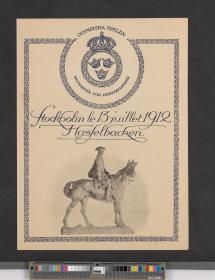 OLYMPISKA SPELEN
Stockholm le 13 juillet 1912
Hasselbacken